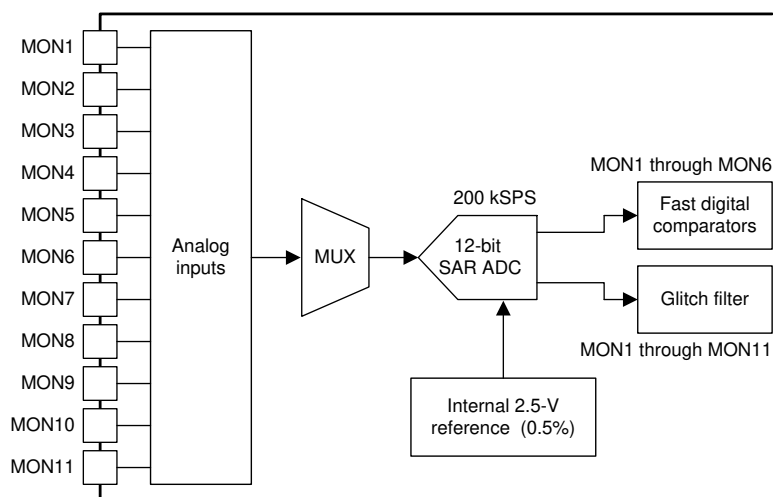 MON1
MON2
MON3
MON4
MON5
MON6
MON7
MON8
MON9
MON10
MON11
Analog
inputs
MUX
200 kSPS
12-bit
SAR ADC
Internal 2.5-V
reference (0.5%)
MON1 through MON6
Fast digital
comparators
Glitch filter
MON1 through MON11